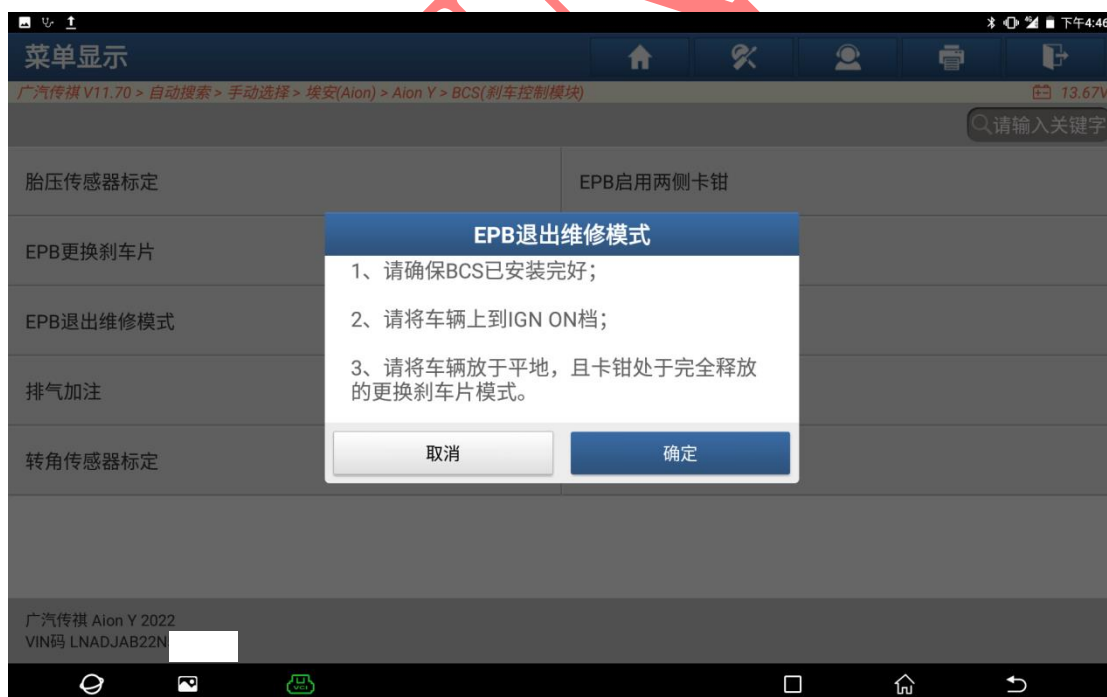 下午4:46
菜单显示
广汽传祺 V11.70 > 自动搜索 > 手动选择 > 埃安(Aion) > Aion Y > BCS(刹车控制模块)
13.67V
请输入关键字
胎压传感器标定
EPB启用两侧卡钳
EPB更换刹车片
EPB退出维修模式
排气加注
转角传感器标定
EPB退出维修模式
1、请确保BCS已安装完好；
2、请将车辆上到IGN ON档；
3、请将车辆放于平地，且卡钳处于完全释放
的更换刹车片模式。
取消
确定
广汽传祺 Aion Y 2022
VIN码 LNADJAB22N
VCI